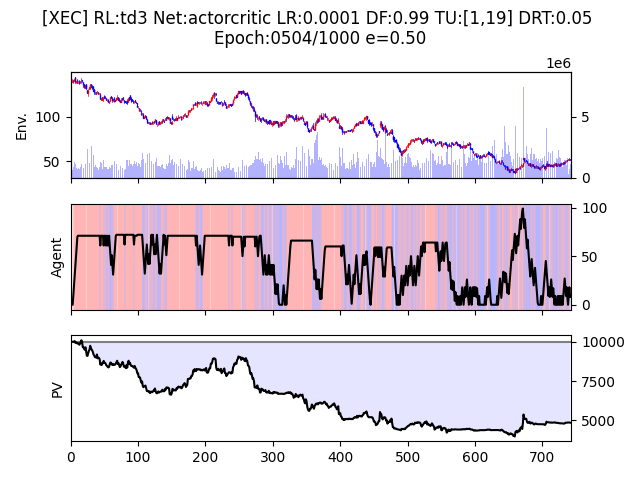 [XEC] RL:td3 Net:actorcritic LR:0.0001 DF:0.99 TU:[1,19] DRT:0.05
Epoch:0504/1000 e=0.50
1e6
Env.
100
50
5
0
Agent
100
50
0
PV
10000
7500
5000
0 100 200 300 400 500 600 700